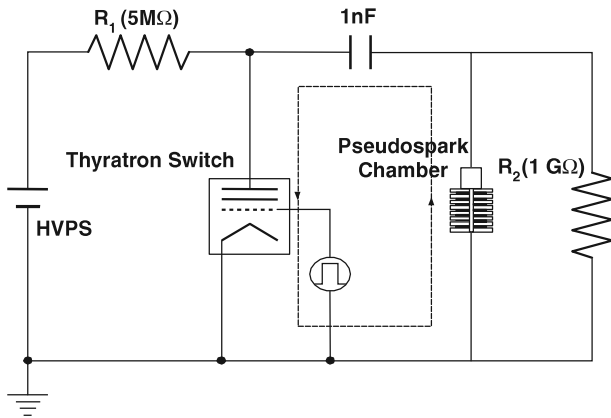 R₁ (5MΩ)
1nF
Thyratron Switch
Pseudospark
Chamber
R₂(1 GΩ)
HVPS